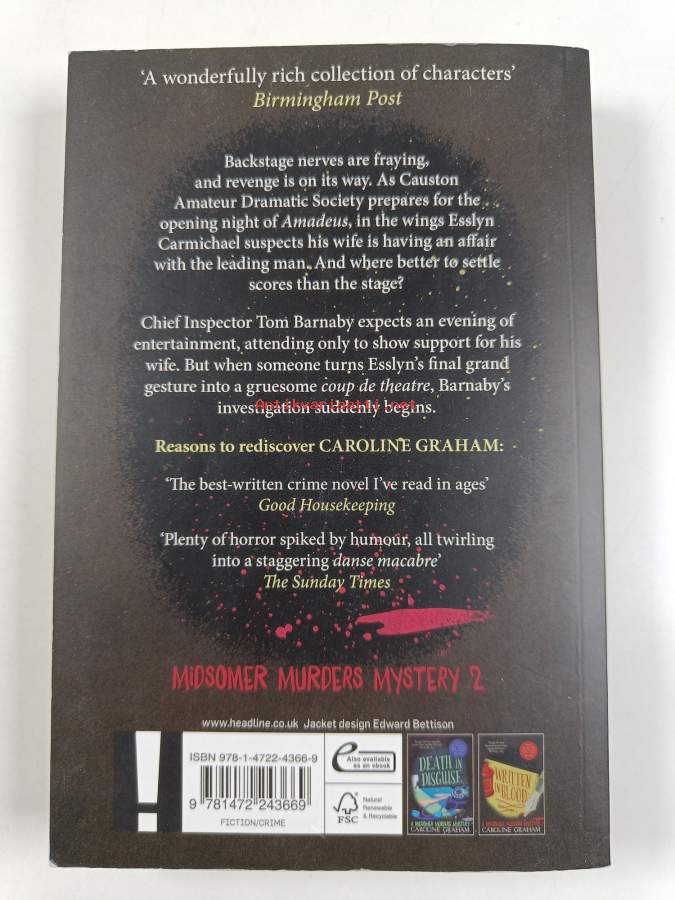 ‘A wonderfully rich collection of characters’
Birmingham Post
Backstage nerves are fraying,
and revenge is on its way. As Causton
Amateur Dramatic Society prepares for the
opening night of Amadeus, in the wings Esslyn
Carmichael suspects his wife is having an affair
with the leading man. And where better to settle
scores than the stage?
Chief Inspector Tom Barnaby expects an evening of
entertainment, attending only to show support for his
wife. But when someone turns Esslyn’s final grand
gesture into a gruesome coup de theatre, Barnaby’s
investigation suddenly begins.
Antikvariaatti.net
Reasons to rediscover CAROLINE GRAHAM:
‘The best-written crime novel I’ve read in ages’
Good Housekeeping
‘Plenty of horror spiked by humour, all twirling
into a staggering danse macabre’
The Sunday Times
MIDSOMER MURDERS MYSTERY 2
www.headline.co.uk Jacket design Edward Bettison
ISBN 978-1-4722-4366-9
9 781472 243669
FICTION/CRIME
e
Also available
as an ebook
FSC
Natural
Renewable
& Recyclable
DEATH IN
DISGUISE
A MIDSOMER MURDERS MYSTERY
CAROLINE GRAHAM
WRITTEN
IN BLOOD
A MIDSOMER MURDERS MYSTERY
CAROLINE GRAHAM